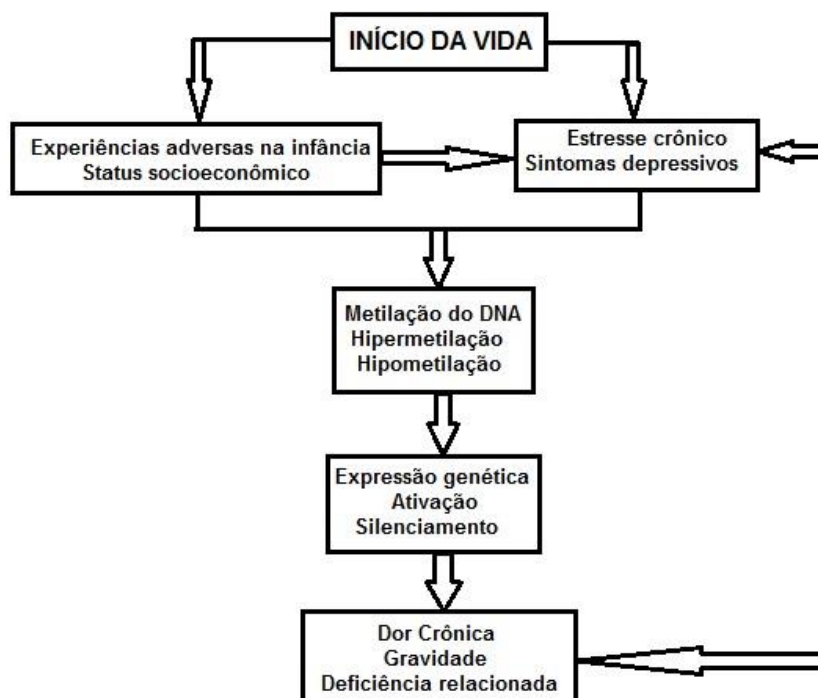 INÍCIO DA VIDA
Experiências adversas na infância
Status socioeconômico
Estresse crônico
Sintomas depressivos
Metilação do DNA
Hipermetilação
Hipometilação
Expressão genética
Ativação
Silenciamento
Dor Crônica
Gravidade
Deficiência relacionada